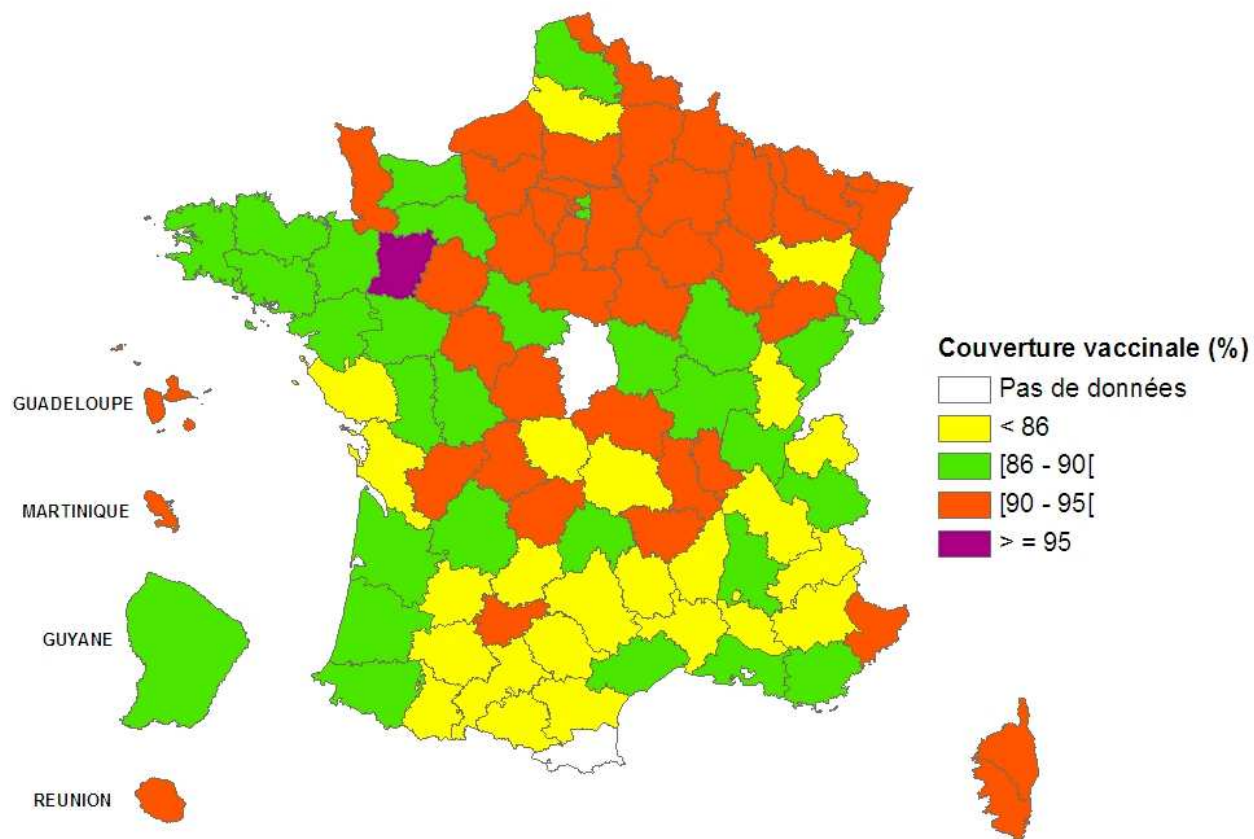 Couverture vaccinale (%)
Pas de données
< 86
[86 - 90[
[90 - 95[
> = 95
GUADELOUPE
MARTINIQUE
GUYANE
REUNION